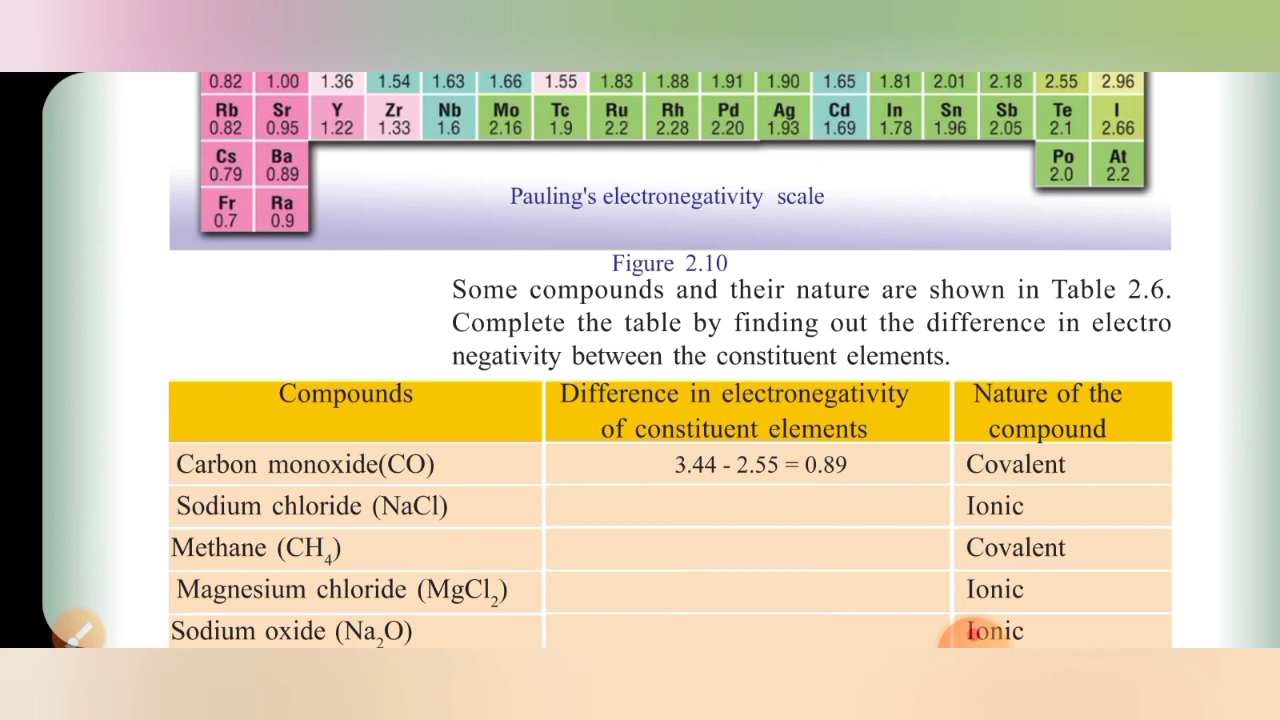 0.82 1.00 1.36 1.54 1.63 1.66 1.55 1.83 1.88 1.91 1.90 1.65 1.81 2.01 2.18 2.55 2.96
Rb Sr Y Zr Nb Mo Tc Ru Rh Pd Ag Cd In Sn Sb Te I
0.82 0.95 1.22 1.33 1.6 2.16 1.9 2.2 2.28 2.20 1.93 1.69 1.78 1.96 2.05 2.1 2.66
Cs Ba Po At
0.79 0.89 2.0 2.2
Pauling's electronegativity scale
Fr Ra
0.7 0.9
Figure 2.10
Some compounds and their nature are shown in Table 2.6.
Complete the table by finding out the difference in electro
negativity between the constituent elements.
Compounds Difference in electronegativity Nature of the
of constituent elements compound
Carbon monoxide(CO) 3.44 - 2.55 = 0.89 Covalent
Sodium chloride (NaCl) Ionic
Methane (CH4) Covalent
Magnesium chloride (MgCl2) Ionic
Sodium oxide (Na2O) Ionic